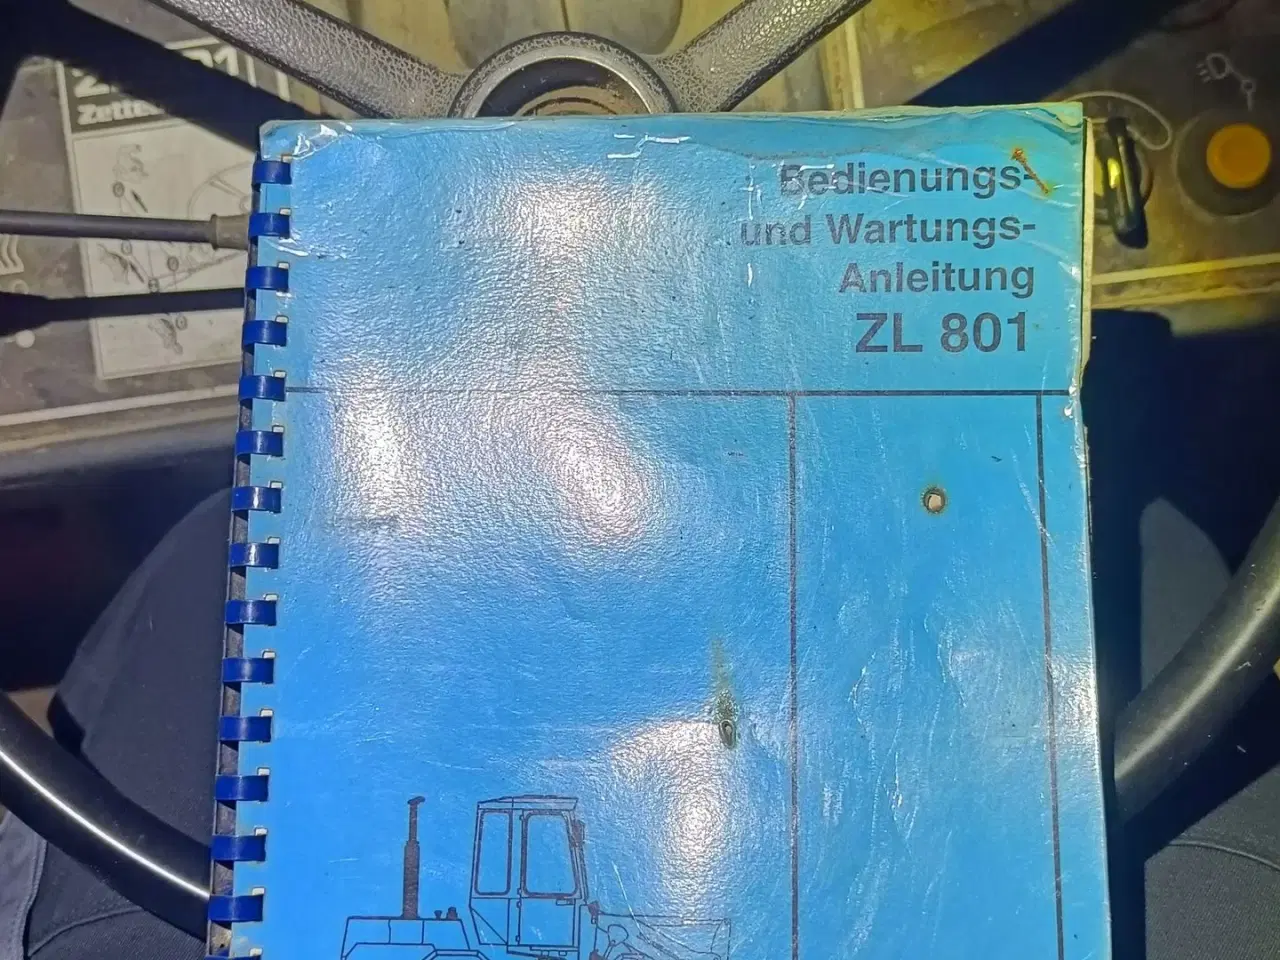 Bedienungs-
und Wartungs-
Anleitung
ZL 801